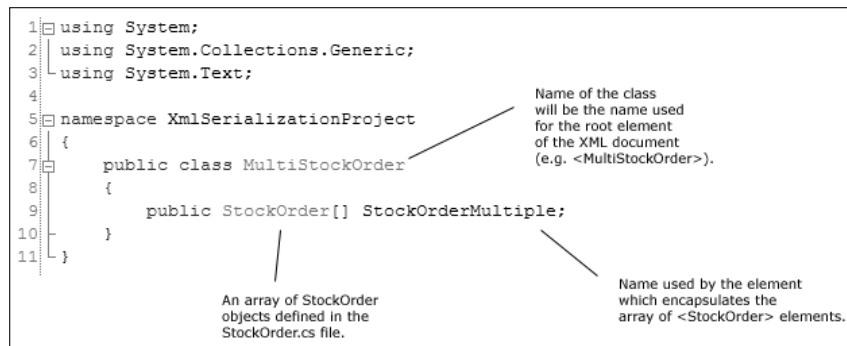 1 using System;
2 using System.Collections.Generic;
3 using System.Text;
4
5 namespace XmlSerializationProject
6 {
7 public class MultiStockOrder
8 {
9 public StockOrder[] StockOrderMultiple;
10 }
11 }
Name of the class
will be the name used
for the root element
of the XML document
(e.g. <MultiStockOrder>).
An array of StockOrder
objects defined in the
StockOrder.cs file.
Name used by the element
which encapsulates the
array of <StockOrder> elements.